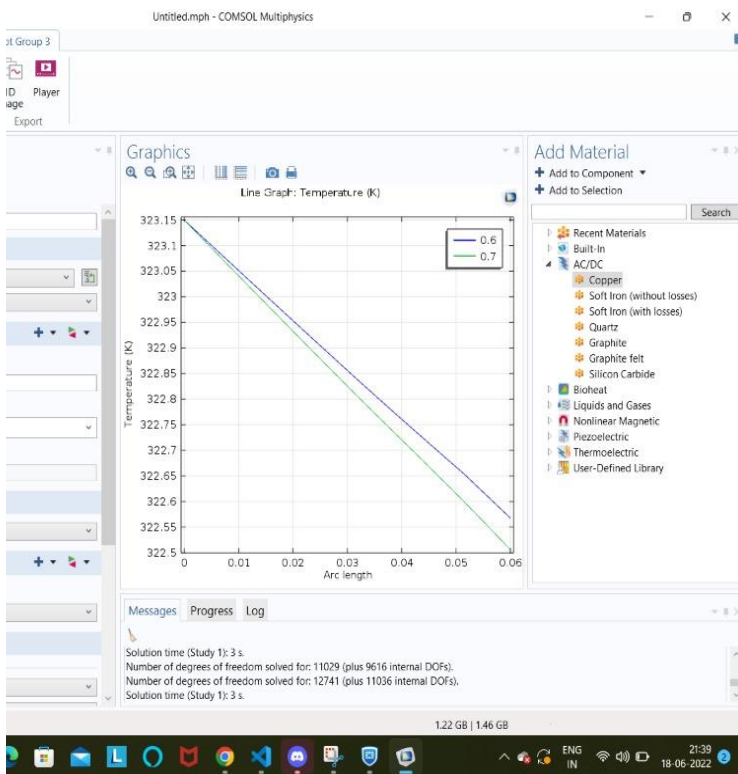 Untitled.mph - COMSOL Multiphysics
ot Group 3
Player
Export
Graphics
Add Material
Add to Component
Add to Selection
Search
Line Graph: Temperature (K)
323.15
323.1
323.05
323
322.95
322.9
322.85
322.8
322.75
322.7
322.65
322.6
322.55
322.5
Temperature (K)
0.6
0.7
0 0.01 0.02 0.03 0.04 0.05 0.06
Arc length
Recent Materials
Built-In
AC/DC
Copper
Soft Iron (without losses)
Soft Iron (with losses)
Quartz
Graphite
Graphite felt
Silicon Carbide
Bioheat
Liquids and Gases
Nonlinear Magnetic
Piezoelectric
Thermoelectric
User-Defined Library
Messages Progress Log
Solution time (Study 1): 3 s.
Number of degrees of freedom solved for: 11029 (plus 9616 internal DOFs).
Number of degrees of freedom solved for: 12741 (plus 11036 internal DOFs).
Solution time (Study 1): 3 s.
1.22 GB | 1.46 GB
ENG
IN
21:39
18-06-2022
2